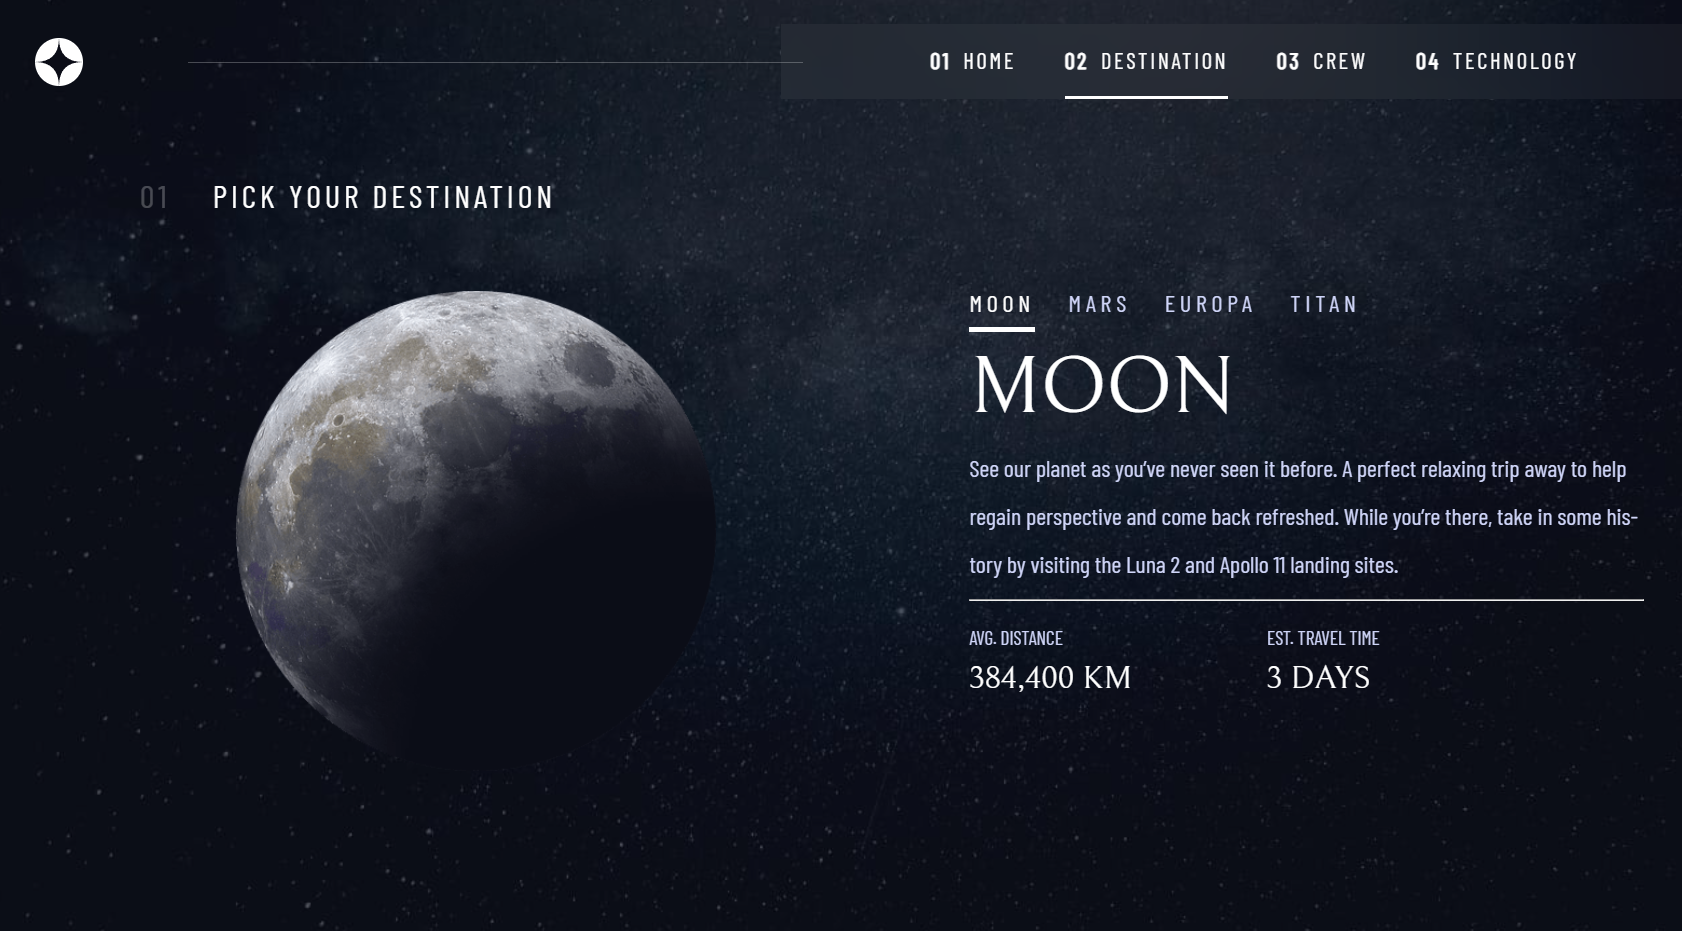 01 HOME 02 DESTINATION 03 CREW 04 TECHNOLOGY
01 PICK YOUR DESTINATION
MOON MARS EUROPA TITAN
MOON
See our planet as you've never seen it before. A perfect relaxing trip away to help
regain perspective and come back refreshed. While you're there, take in some his-
tory by visiting the Luna 2 and Apollo 11 landing sites.
AVG. DISTANCE EST. TRAVEL TIME
384,400 KM 3 DAYS